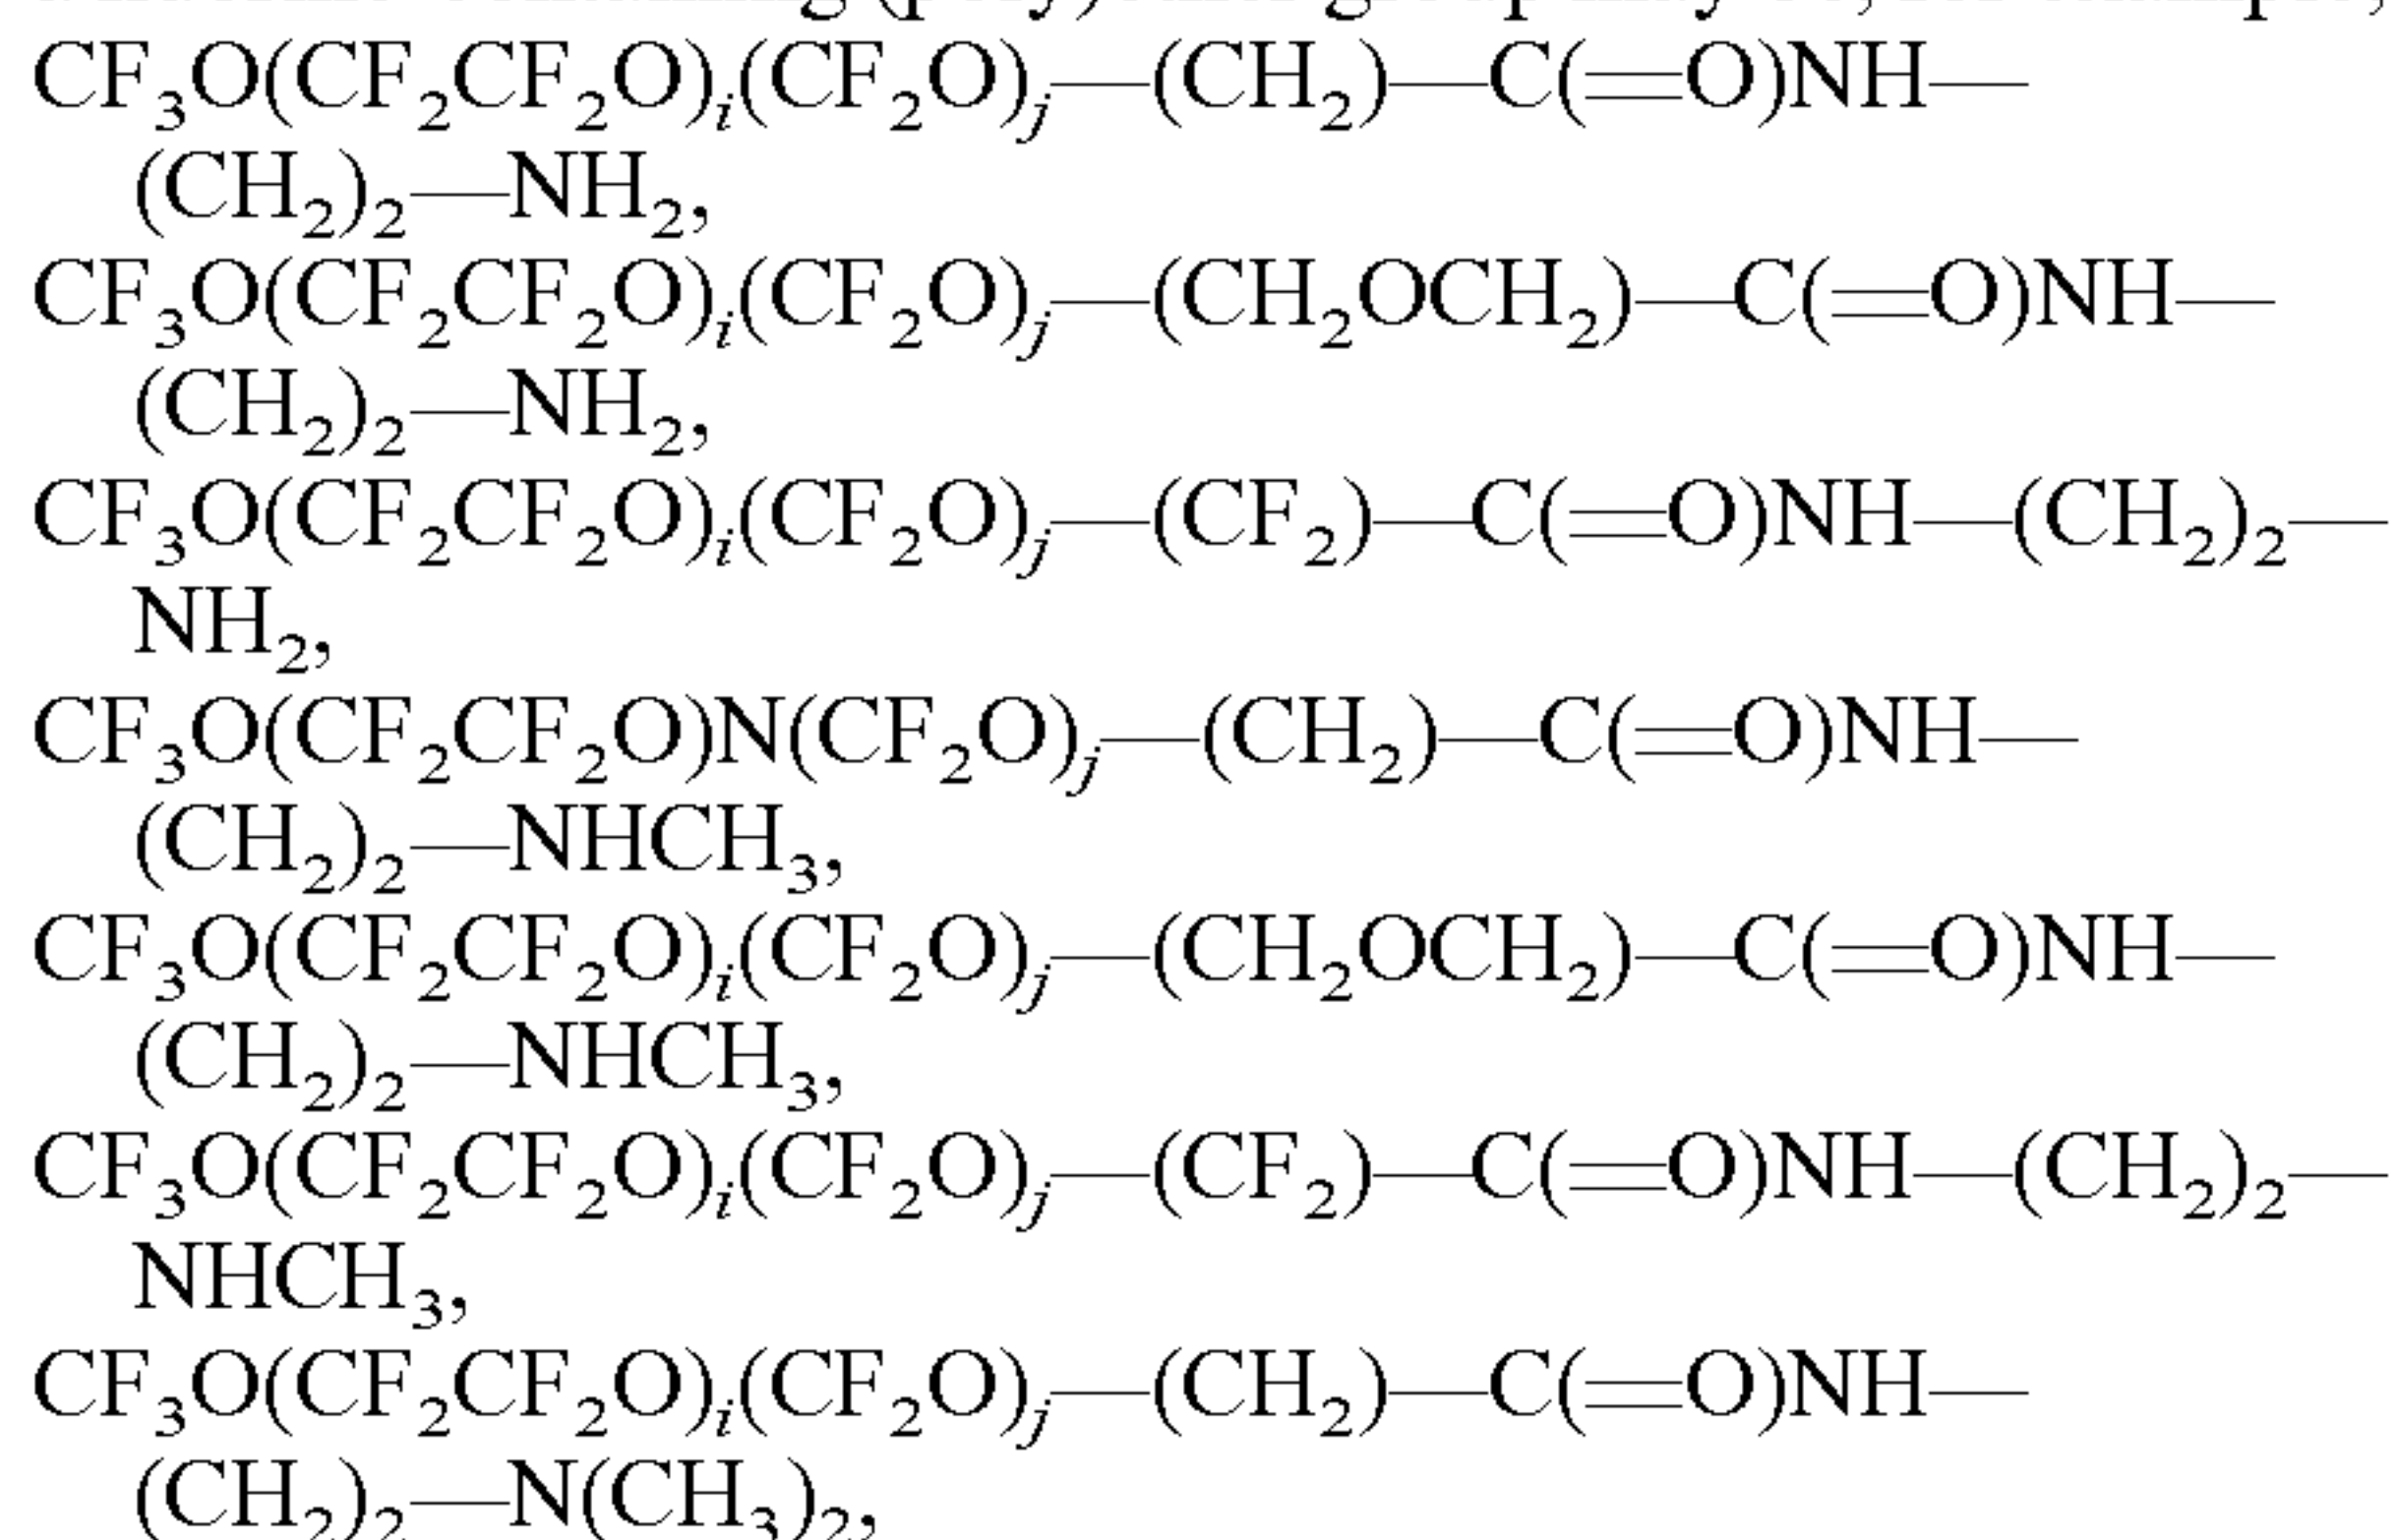 (poly)
CF₃O(CF₂CF₂O)ᵢ(CF₂O)ⱼ—(CH₂)—C(=O)NH—
(CH₂)₂—NH₂,
CF₃O(CF₂CF₂O)ᵢ(CF₂O)ⱼ—(CH₂OCH₂)—C(=O)NH—
(CH₂)₂—NH₂,
CF₃O(CF₂CF₂O)ᵢ(CF₂O)ⱼ—(CF₂)—C(=O)NH—(CH₂)₂—
NH₂,
CF₃O(CF₂CF₂O)N(CF₂O)ⱼ—(CH₂)—C(=O)NH—
(CH₂)₂—NHCH₃,
CF₃O(CF₂CF₂O)ᵢ(CF₂O)ⱼ—(CH₂OCH₂)—C(=O)NH—
(CH₂)₂—NHCH₃,
CF₃O(CF₂CF₂O)ᵢ(CF₂O)ⱼ—(CF₂)—C(=O)NH—(CH₂)₂—
NHCH₃,
CF₃O(CF₂CF₂O)ᵢ(CF₂O)ⱼ—(CH₂)—C(=O)NH—
(CH₂)₂—N(CH₃)₂,